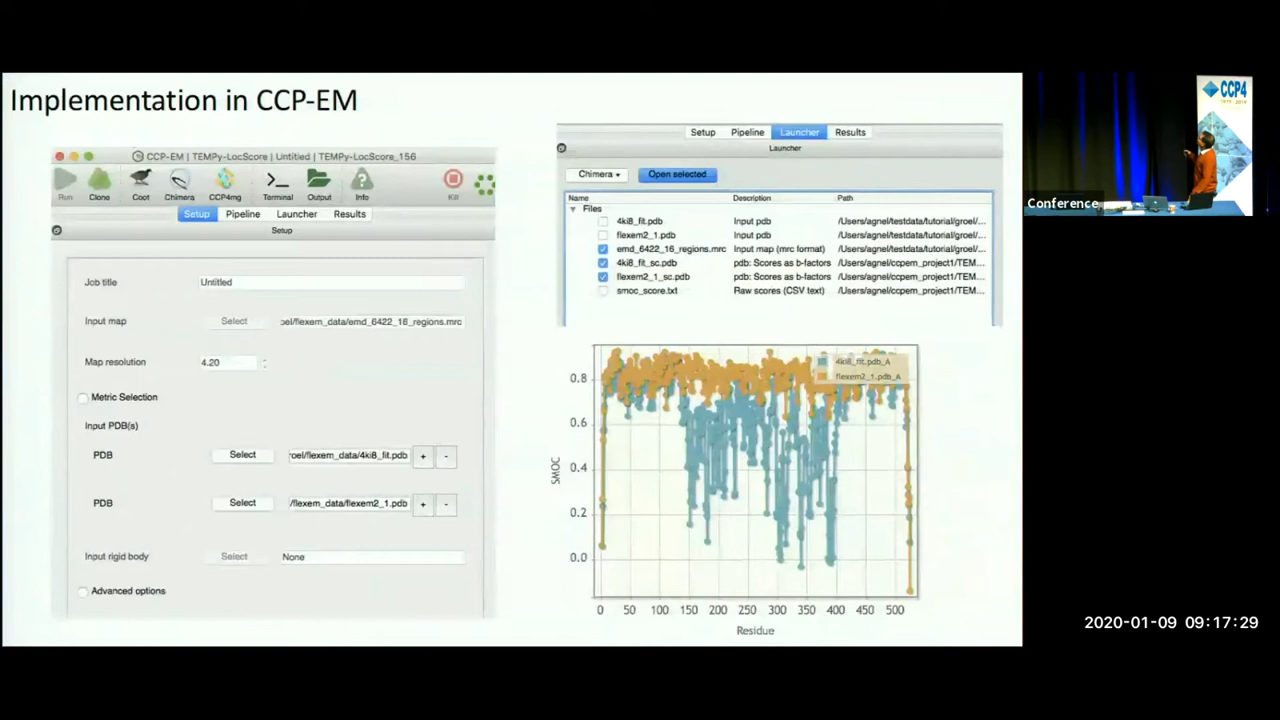 Implementation in CCP-EM
CCP-EM | TEMPy-LocScore | Untitled | TEMPy-LocScore_156
Run Clone Coot Chimera CCP4mg Terminal Output Info Kill
Setup Pipeline Launcher Results
Setup
Job title Untitled
Input map Select oel/flexem_data/emd_6422_16_regions.mrc
Map resolution 4.20
Metric Selection
Input PDB(s)
PDB Select roel/flexem_data/4ki8_fit.pdb + -
PDB Select /flexem_data/flexem2_1.pdb + -
Input rigid body Select None
Advanced options
Setup Pipeline Launcher Results
Launcher
Chimera Open selected
Name Description Path
Files
4ki8_fit.pdb Input pdb /Users/agnel/testdata/tutorial/groel/...
flexem2_1.pdb Input pdb /Users/agnel/testdata/tutorial/groel/...
emd_6422_16_regions.mrc Input map (mrc format) /Users/agnel/testdata/tutorial/groel/...
4ki8_fit_sc.pdb pdb: Scores as b-factors /Users/agnel/ccpem_project1/TEM...
flexem2_1_sc.pdb pdb: Scores as b-factors /Users/agnel/ccpem_project1/TEM...
smoc_score.txt Raw scores (CSV text) /Users/agnel/ccpem_project1/TEM...
4ki8_fit.pdb_A
flexem2_1.pdb_A
0.8
0.6
0.4
0.2
0.0
SMOC
0 50 100 150 200 250 300 350 400 450 500
Residue
CCP4
Conference
2020-01-09 09:17:29